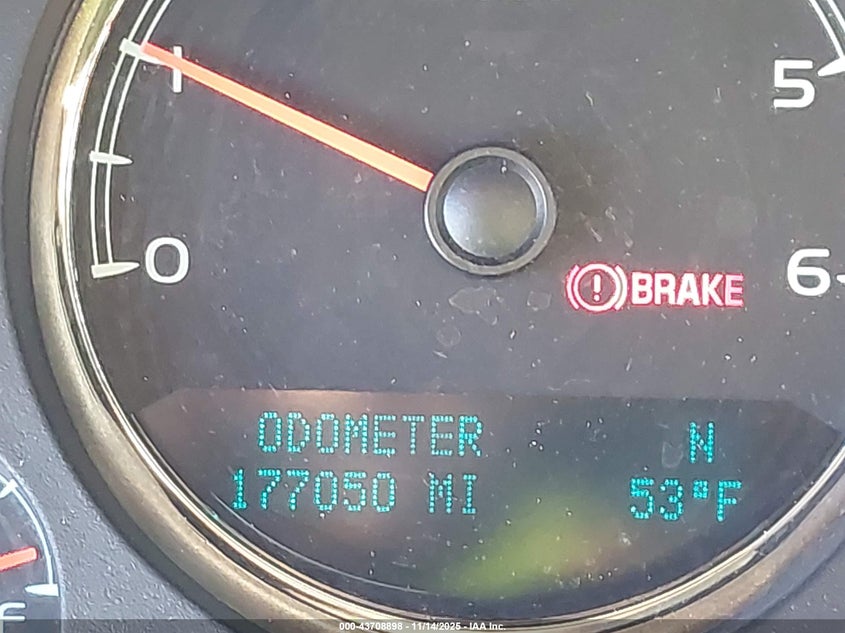 1
5
0
6
BRAKE
ODOMETER N
177050 MI 53°F
000-43708898 - 11/14/2025 - IAA Inc.